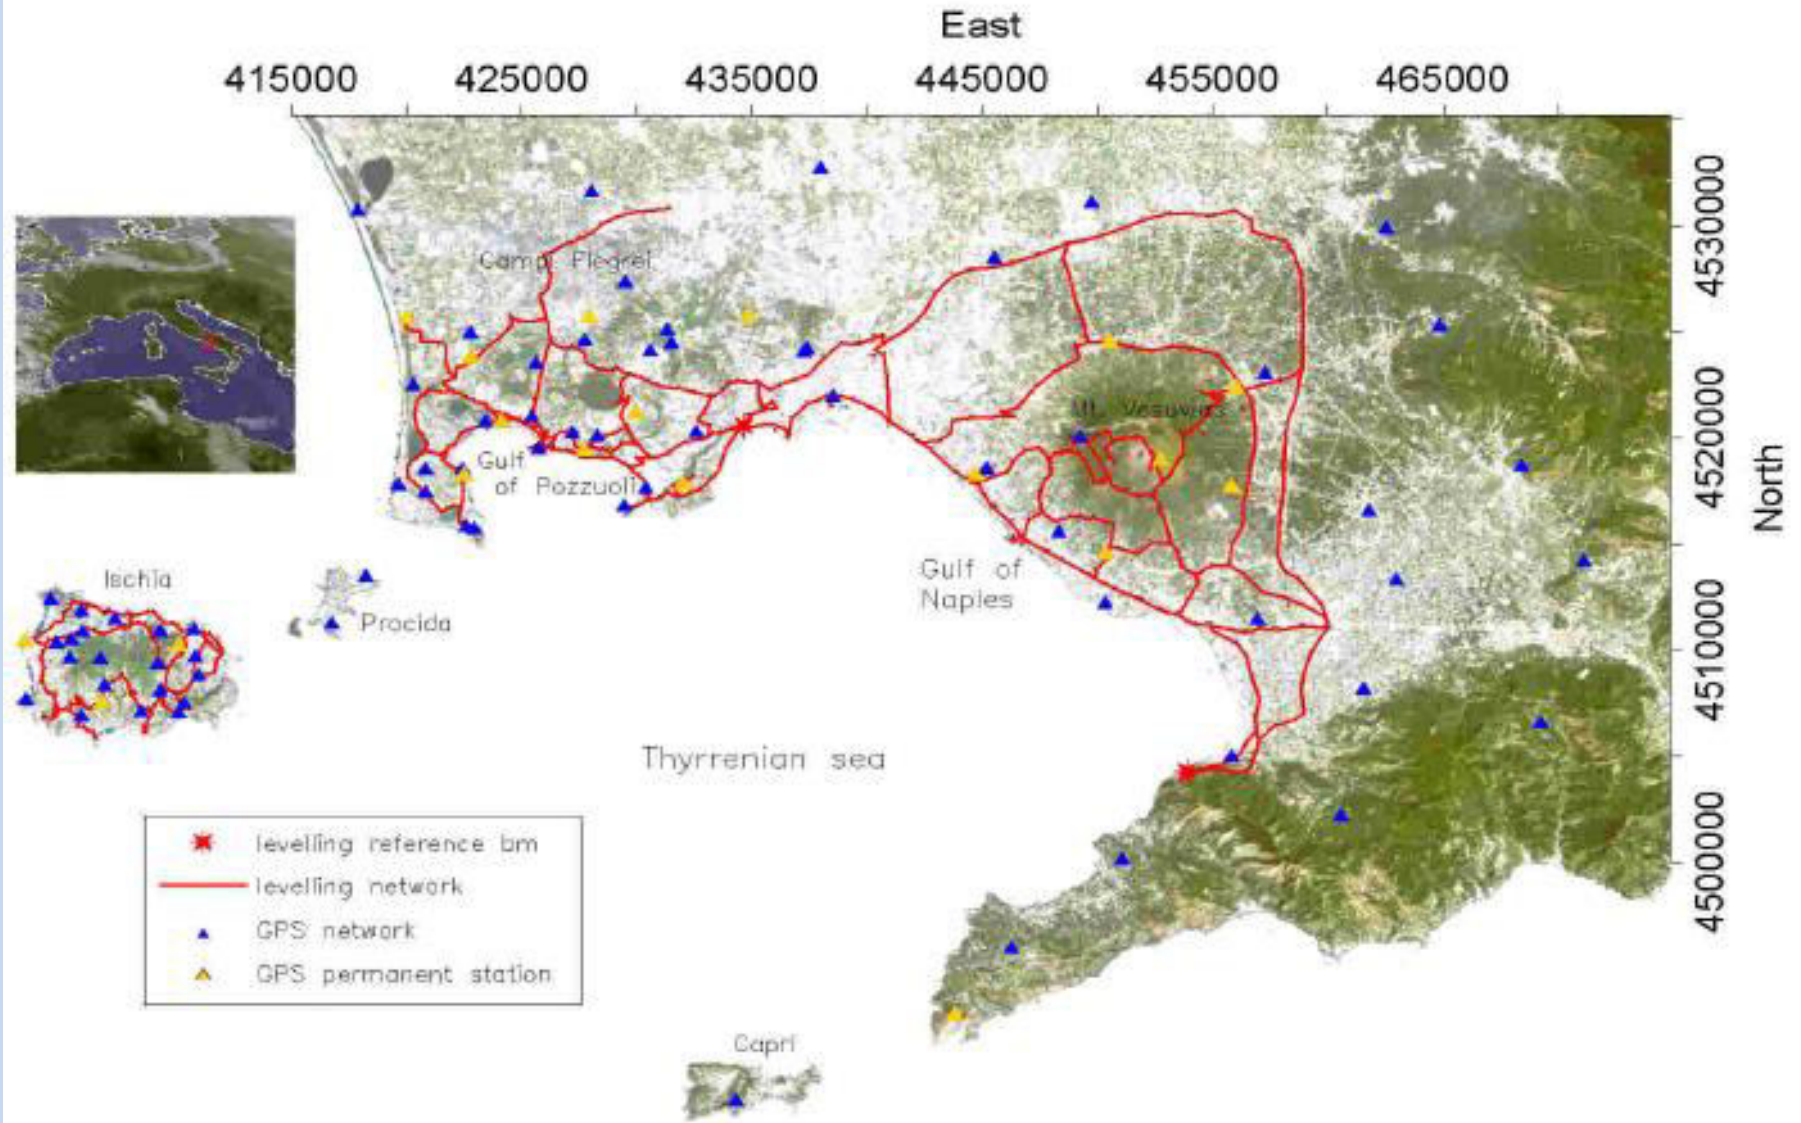 East
415000 425000 435000 445000 455000 465000
4530000
Campi Flegrei
4520000
Mt. Vesuvius
North
Gulf
of Pozzuoli
Gulf of
Naples
Ischia
Procida
4510000
Thyrrenian sea
4500000
levelling reference bm
levelling network
GPS network
GPS permanent station
Capri